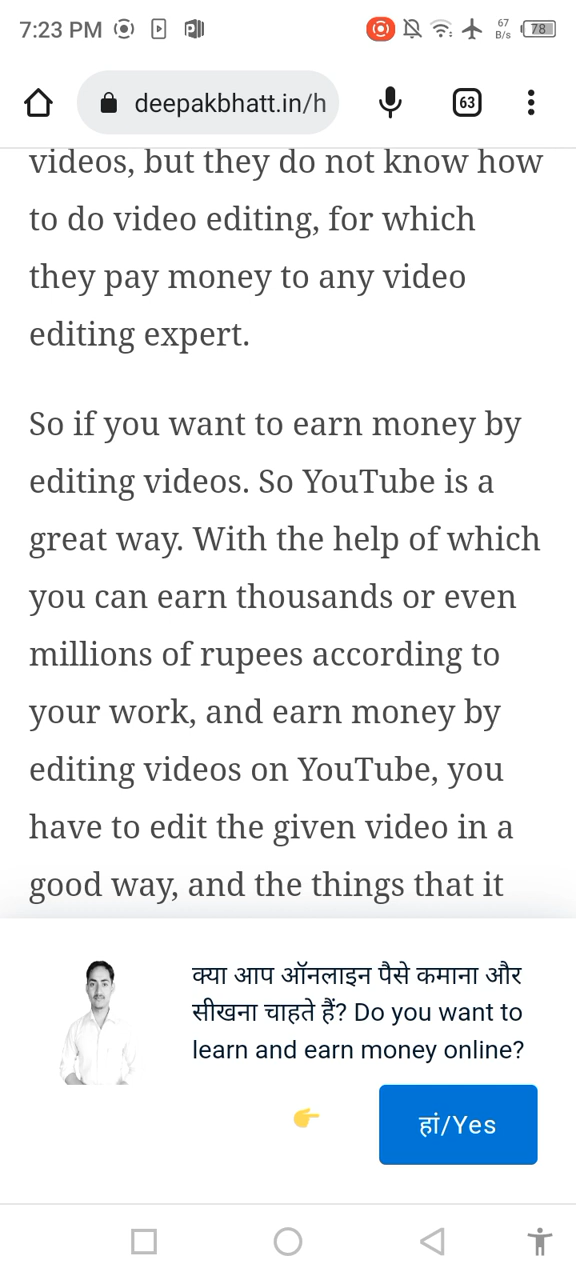 7:23 PM
67
B/s
78
deepakbhatt.in/h
63
videos, but they do not know how
to do video editing, for which
they pay money to any video
editing expert.
So if you want to earn money by
editing videos. So YouTube is a
great way. With the help of which
you can earn thousands or even
millions of rupees according to
your work, and earn money by
editing videos on YouTube, you
have to edit the given video in a
good way, and the things that it
क्या आप ऑनलाइन पैसे कमाना और
सीखना चाहते हैं? Do you want to
learn and earn money online?
हां/Yes